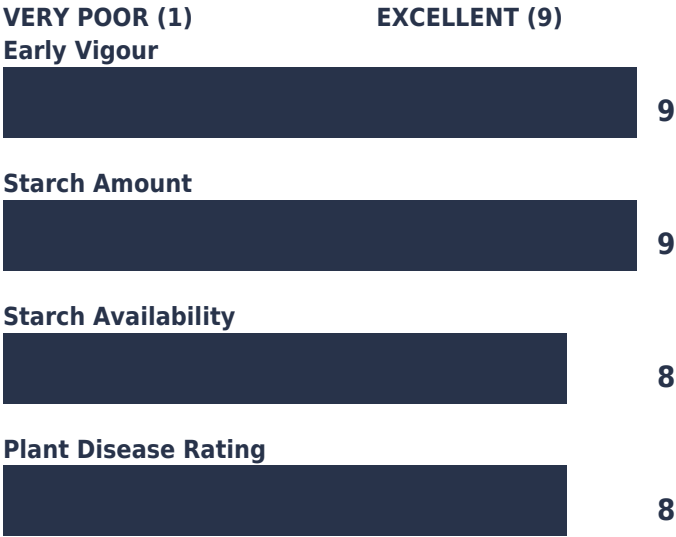 VERY POOR (1) EXCELLENT (9)
Early Vigour
9
Starch Amount
9
Starch Availability
8
Plant Disease Rating
8